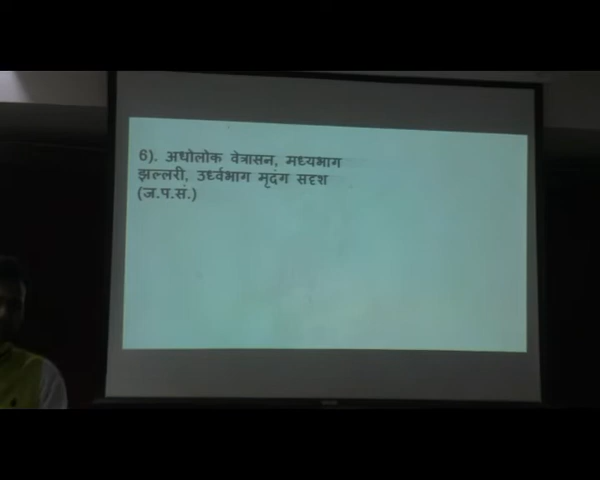 6). अधोलोक वेत्रासन, मध्यभाग
झल्लरी, उर्ध्वभाग मृदंग सदृश
(ज.प.सं.)